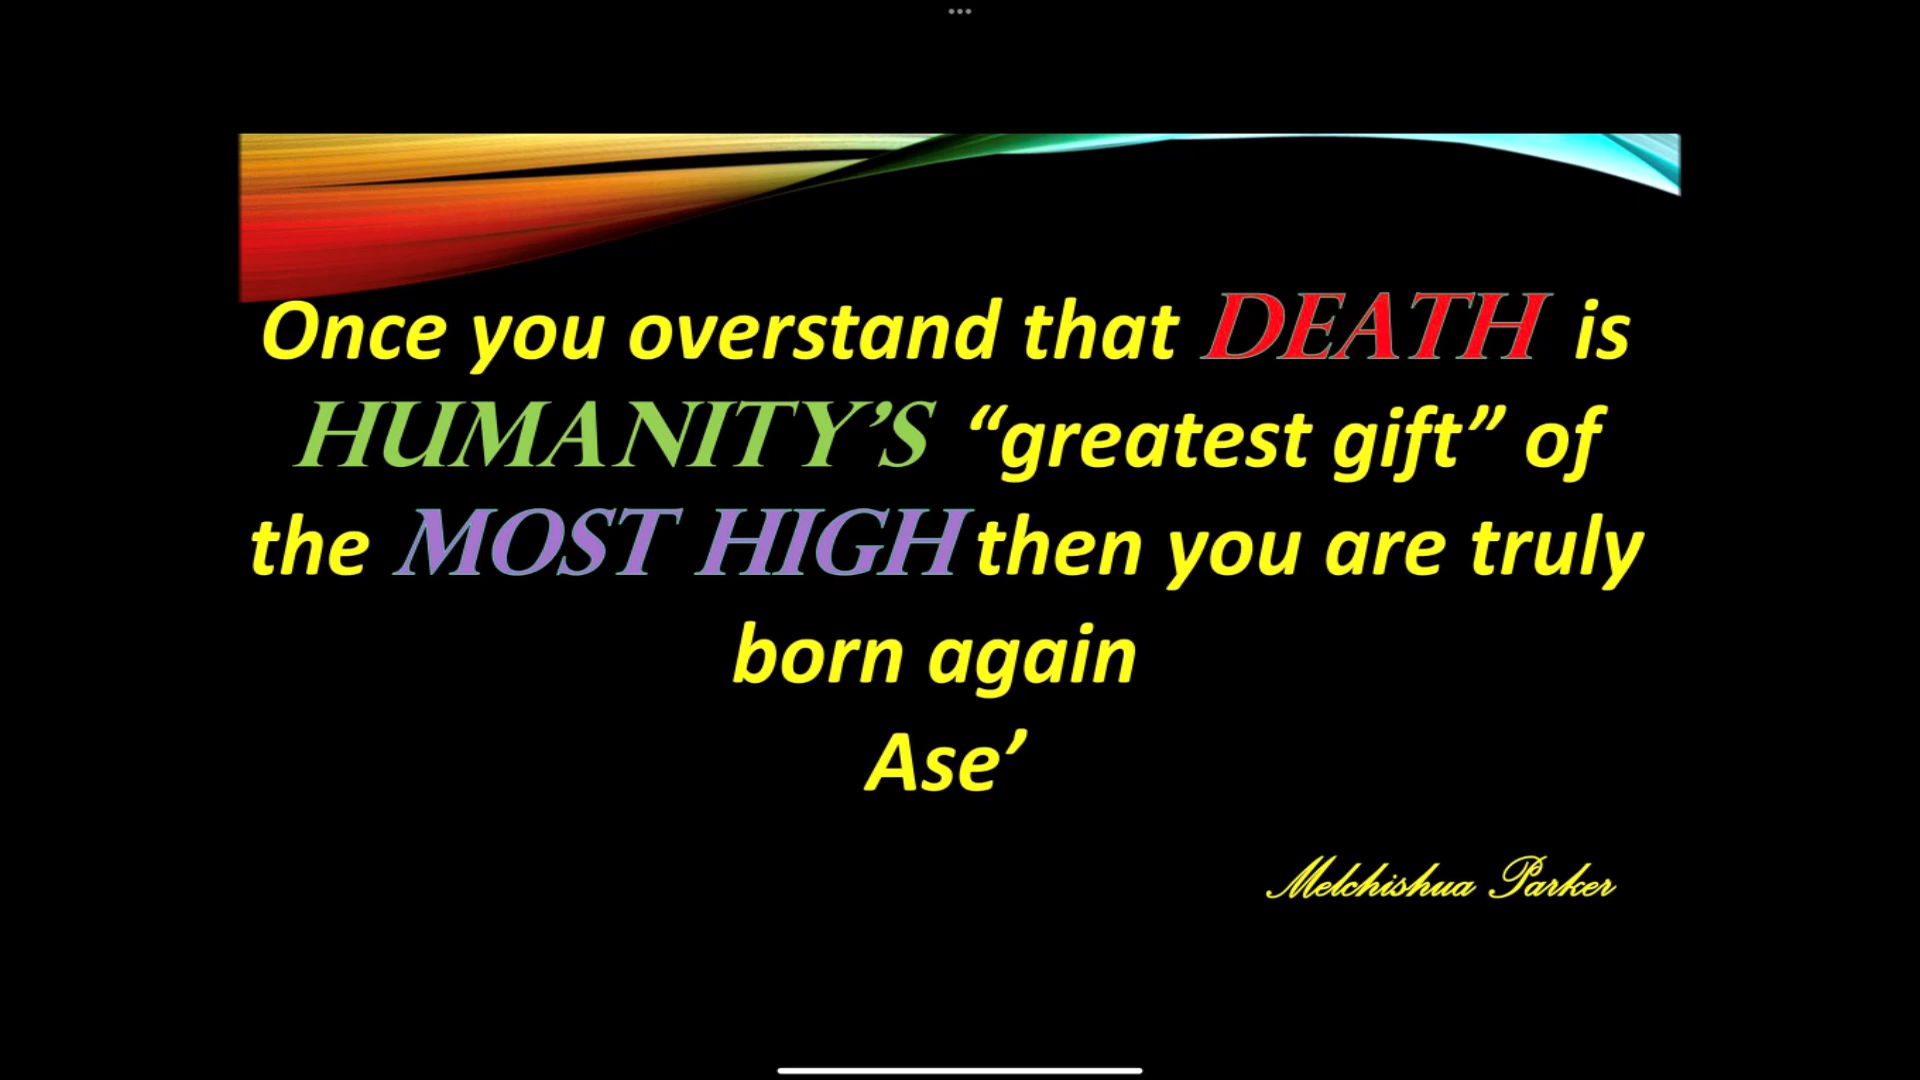 Once you overstand that DEATH is
HUMANITY’S “greatest gift” of
the MOST HIGH then you are truly
born again
Ase’
Melchishua Parker